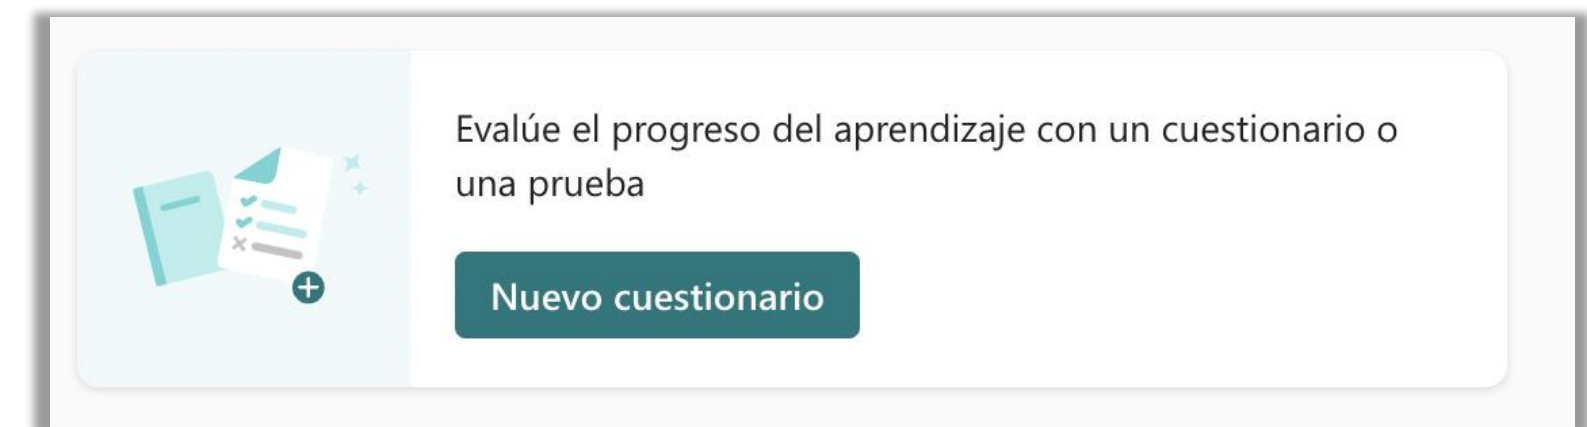 Evalúe el progreso del aprendizaje con un cuestionario o
una prueba
Nuevo cuestionario